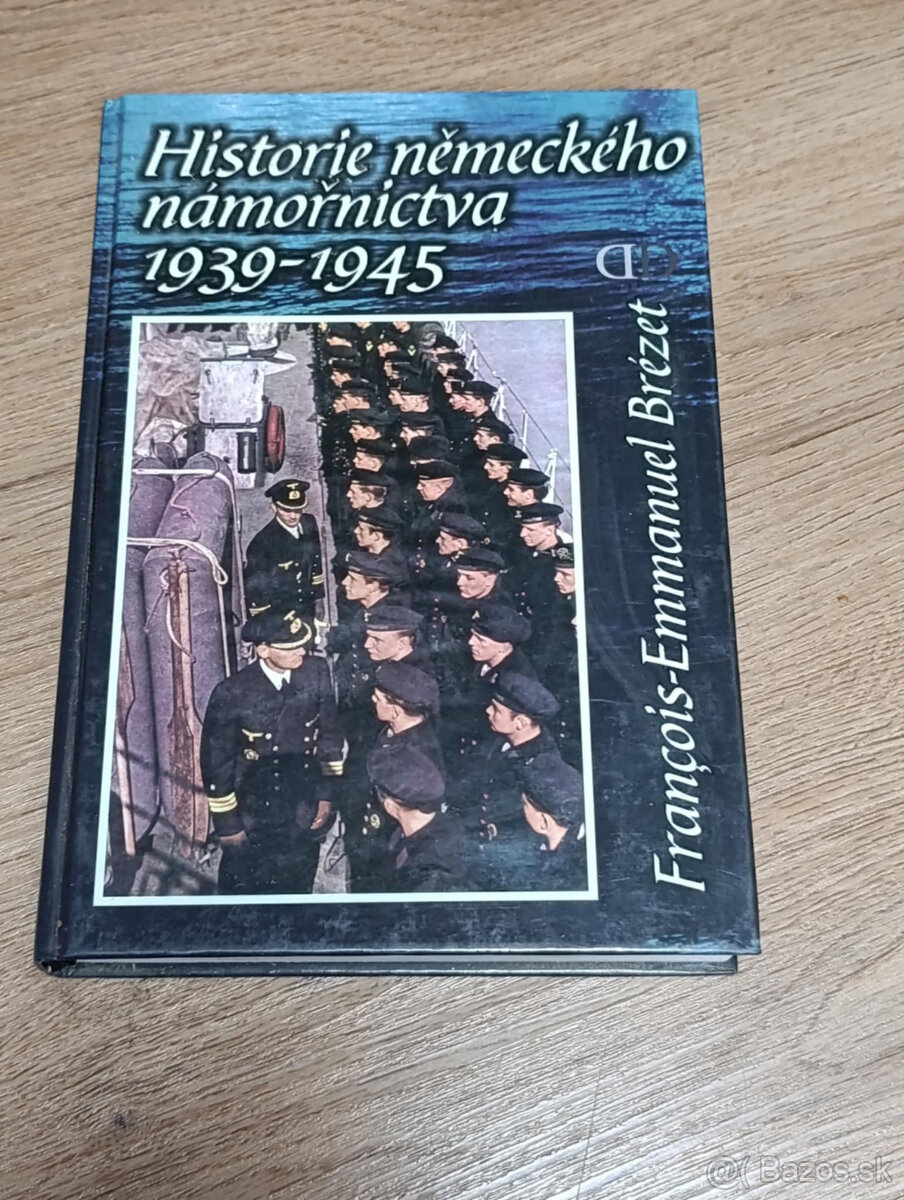 Historie německého
námořnictva
1939-1945
François-Emmanuel Brézet
@( Bazos.sk